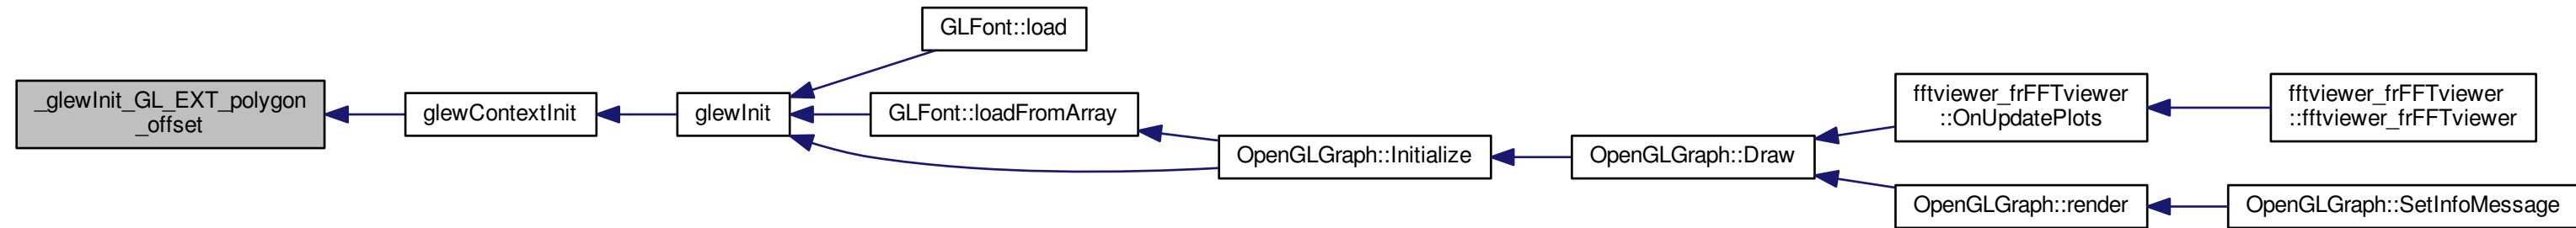 _glewInit_GL_EXT_polygon
_offset
glewContextInit
glewInit
GLFont::load
GLFont::loadFromArray
OpenGLGraph::Initialize
OpenGLGraph::Draw
fftviewer_frFFTviewer
::OnUpdatePlots
fftviewer_frFFTviewer
::fftviewer_frFFTviewer
OpenGLGraph::render
OpenGLGraph::SetInfoMessage